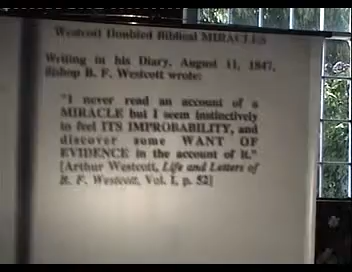 Westcott Doubted Biblical MIRACLES
Writing in his Diary, August 11, 1847,
Bishop B. F. Westcott wrote:
"I never read an account of a
MIRACLE but I seem instinctively
to feel ITS IMPROBABILITY, and
discover some WANT OF
EVIDENCE in the account of it."
[Arthur Westcott, Life and Letters of
B. F. Westcott, Vol. I, p. 52]